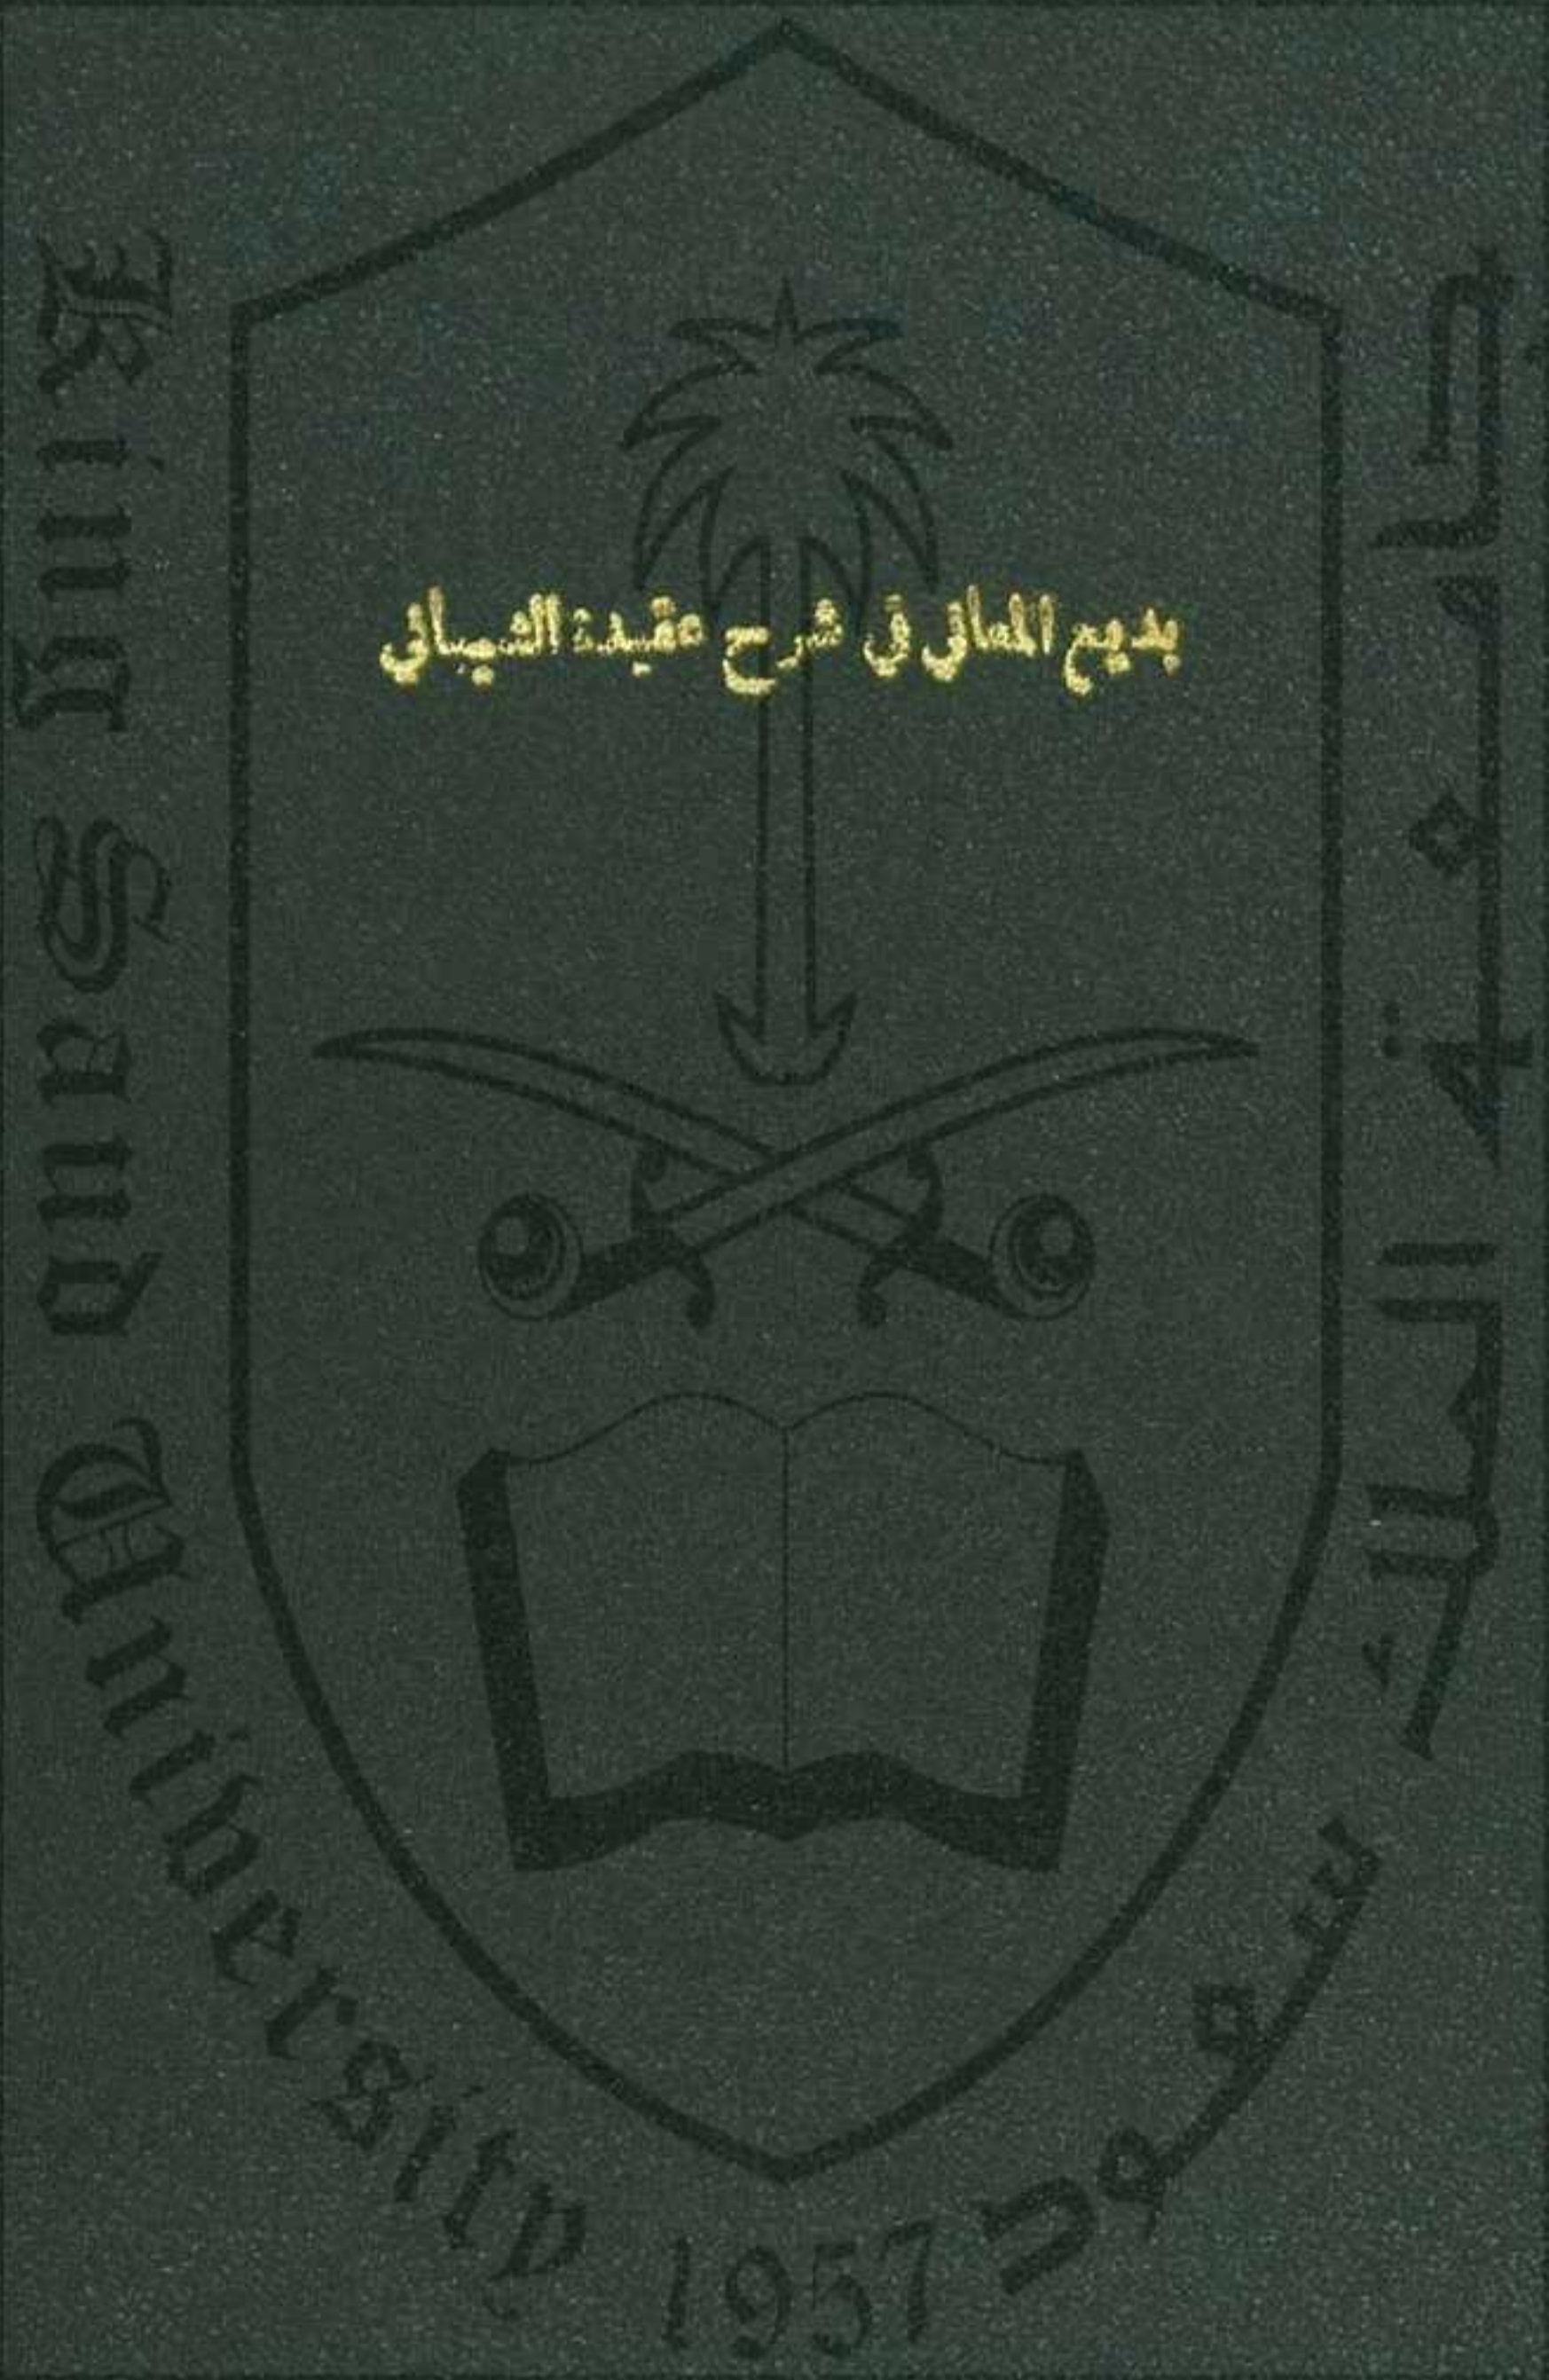 بديع المعاني في شرح عقيدة الشيباني
King Saud University
1957
جامعة الملك سعود